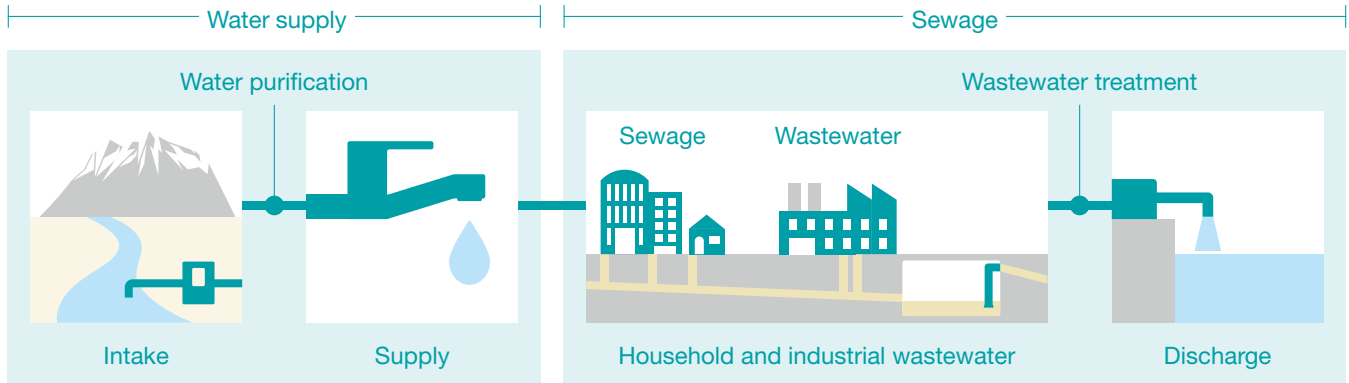 Water supply
Sewage
Water purification
Wastewater treatment
Sewage
Wastewater
Intake
Supply
Household and industrial wastewater
Discharge